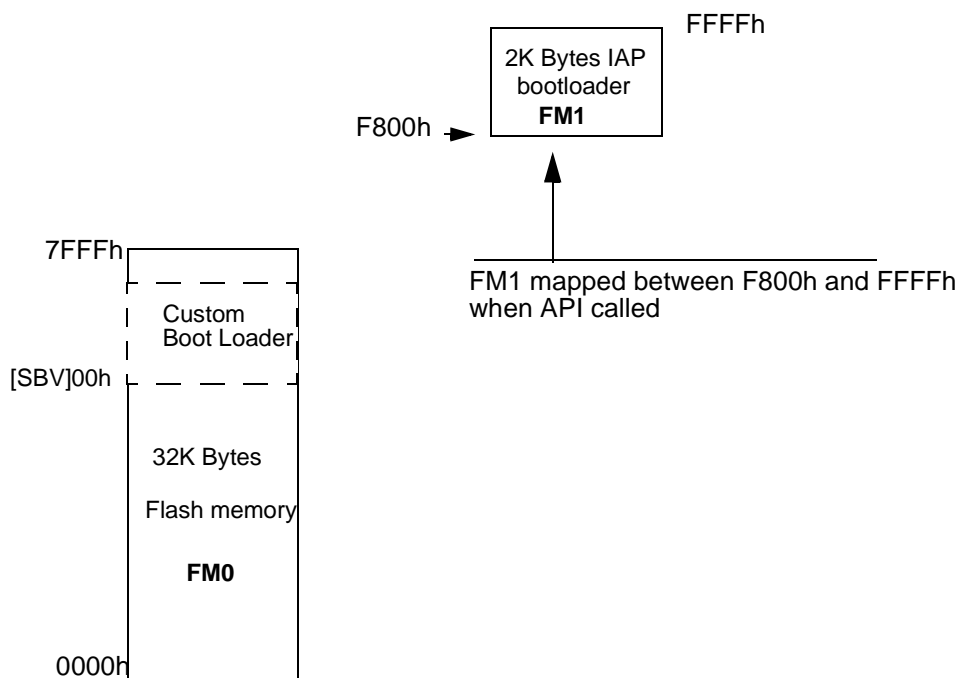 FFFFh
2K Bytes IAP
bootloader
FM1
F800h
7FFFh
FM1 mapped between F800h and FFFFh
when API called
Custom
Boot Loader
[SBV]00h
32K Bytes
Flash memory
FM0
0000h